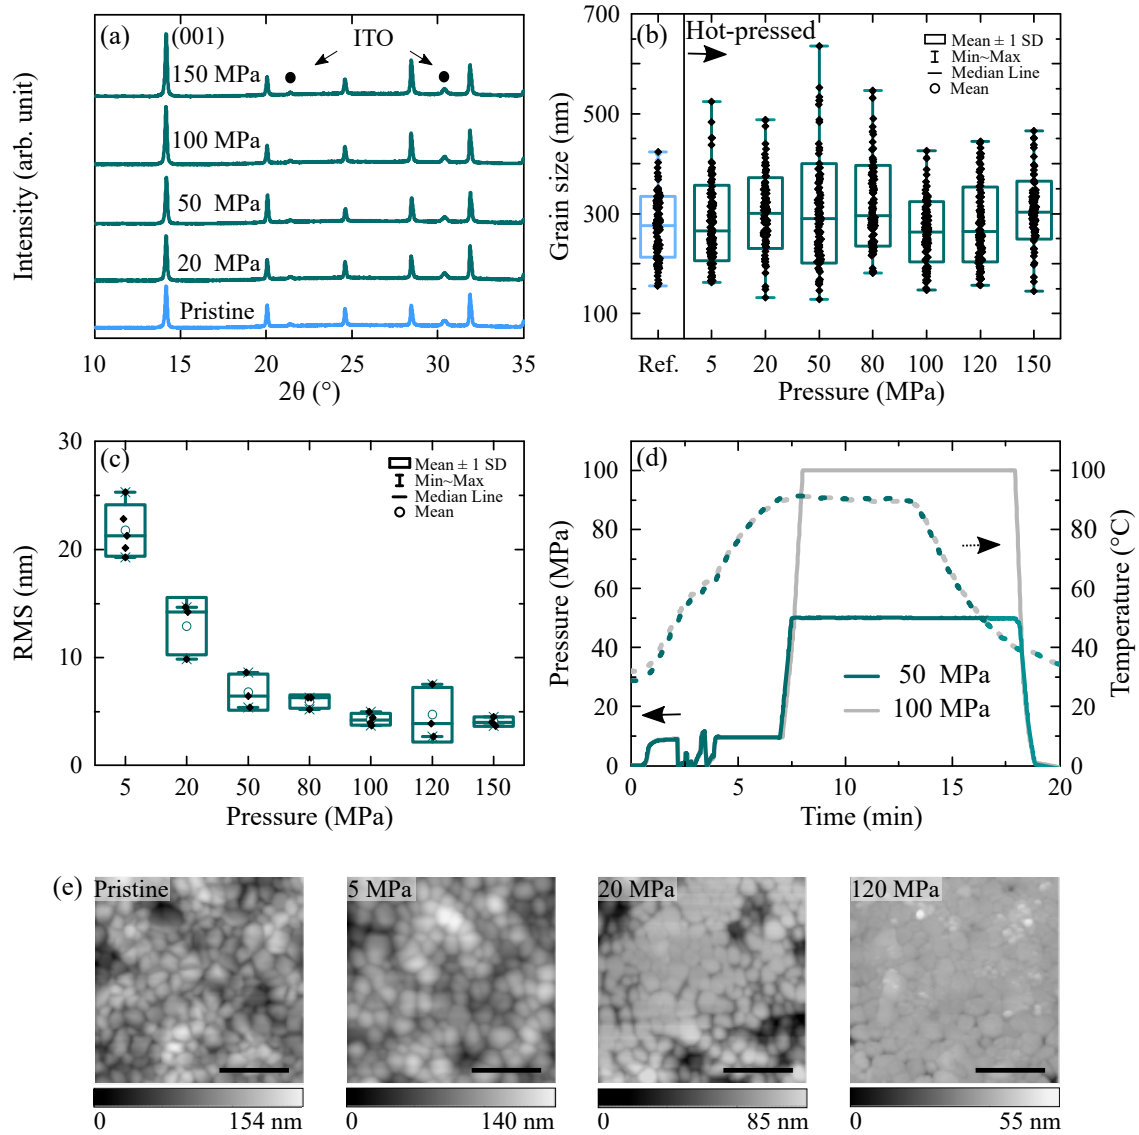 (a)
(001)
ITO
150 MPa
100 MPa
50 MPa
20 MPa
Pristine
Intensity (arb. unit)
10 15 20 25 30 35
2θ (°)
(b)
Hot-pressed
Mean ± 1 SD
Min~Max
Median Line
Mean
700
500
300
100
Grain size (nm)
Ref. 5 20 50 80 100 120 150
Pressure (MPa)
(c)
Mean ± 1 SD
Min~Max
Median Line
Mean
30
20
10
0
RMS (nm)
5 20 50 80 100 120 150
Pressure (MPa)
(d)
100 100
80 80
60 60
40 40
20 20
0 0
Pressure (MPa)
Temperature (°C)
50 MPa
100 MPa
0 5 10 15 20
Time (min)
(e)
Pristine
5 MPa
20 MPa
120 MPa
0 154 nm
0 140 nm
0 85 nm
0 55 nm